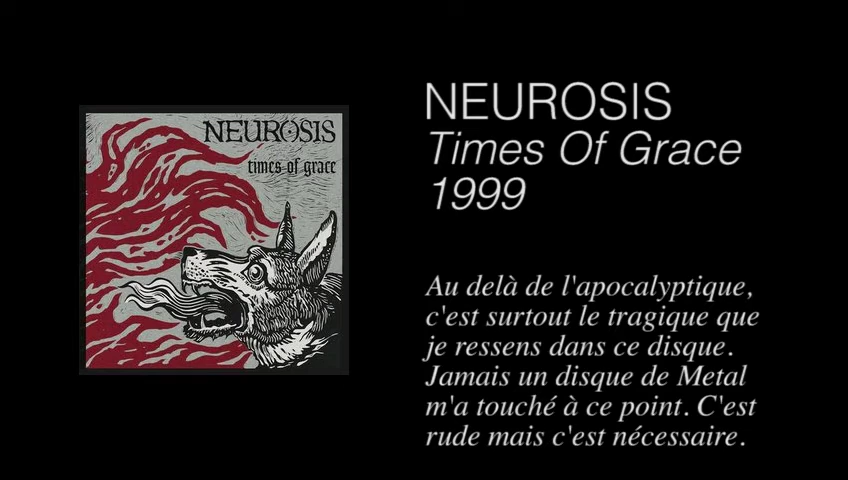 NEUROSIS
times of grace
NEUROSIS
Times Of Grace
1999
Au delà de l'apocalyptique,
c'est surtout le tragique que
je ressens dans ce disque.
Jamais un disque de Metal
m'a touché à ce point. C'est
rude mais c'est nécessaire.